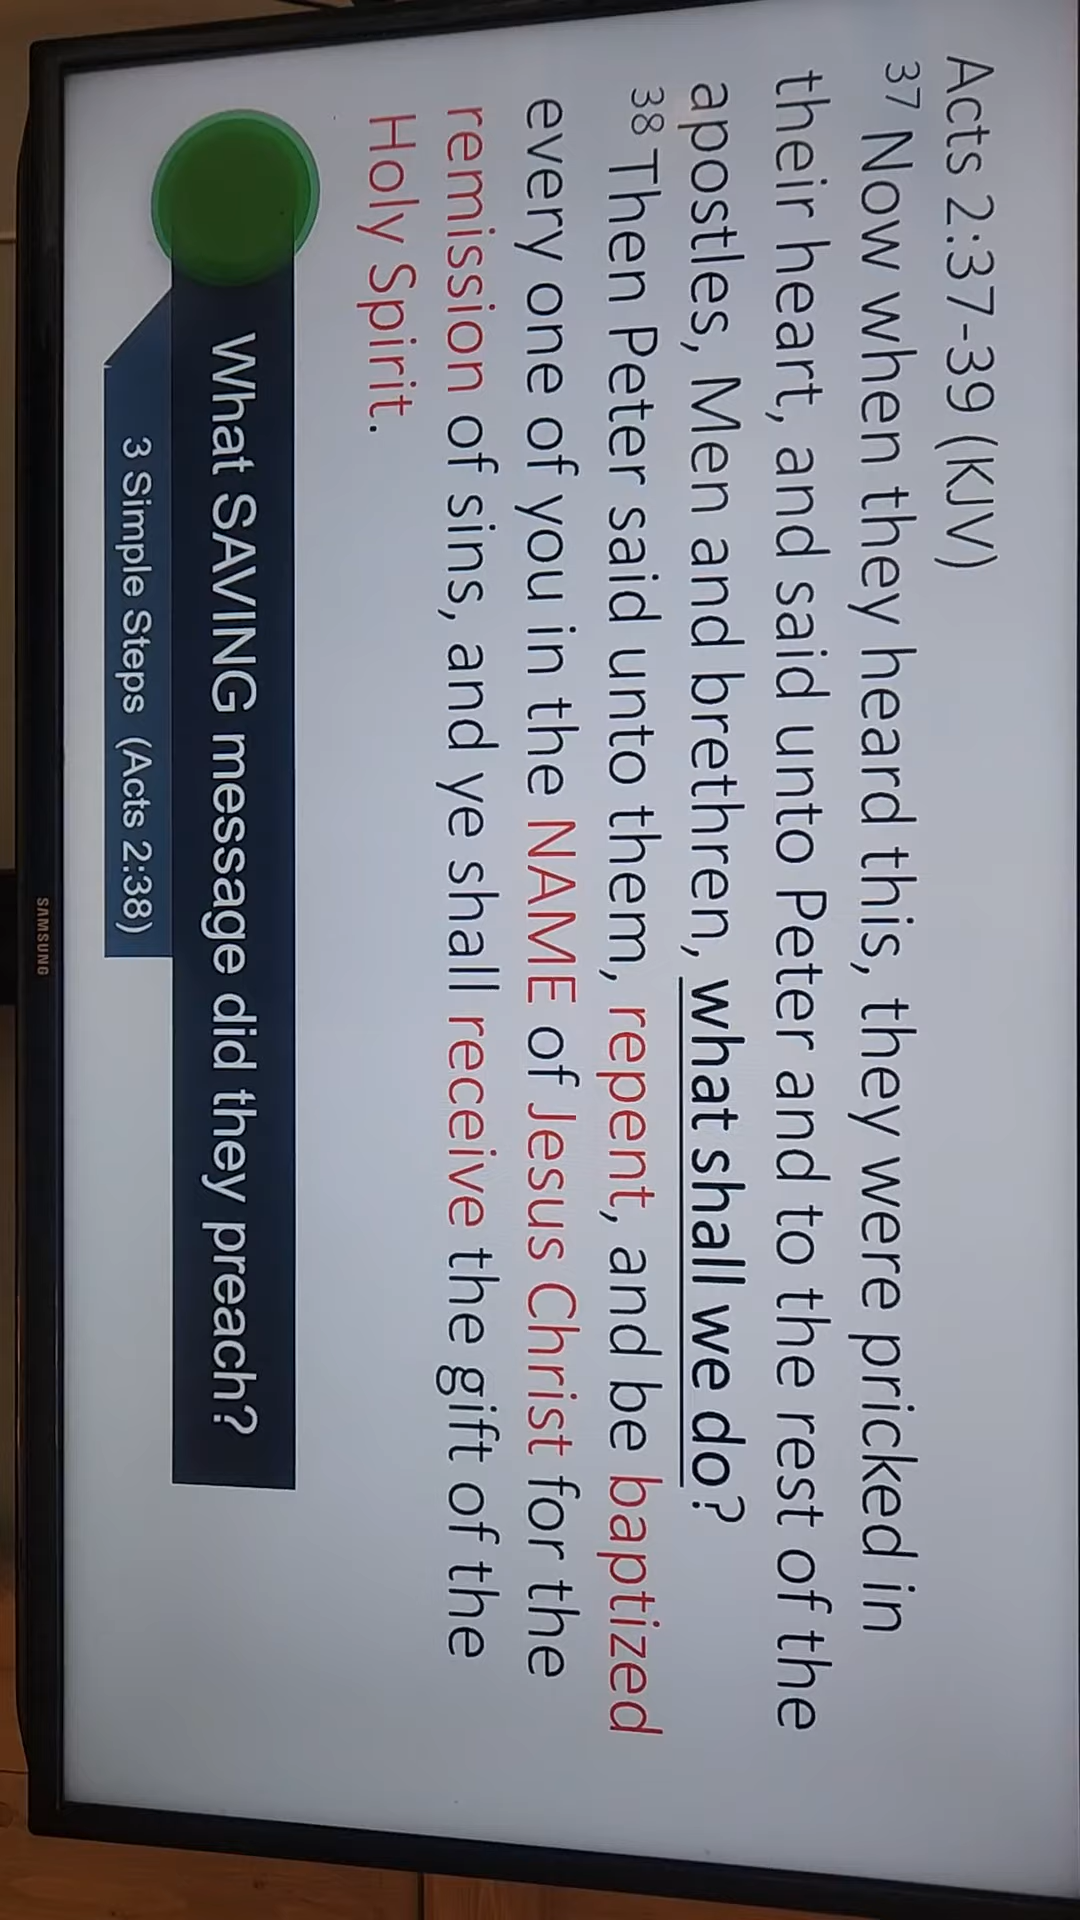 Acts 2:37-39 (KJV)
37 Now when they heard this, they were pricked in
their heart, and said unto Peter and to the rest of the
apostles, Men and brethren, what shall we do?
38 Then Peter said unto them, repent, and be baptized
every one of you in the NAME of Jesus Christ for the
remission of sins, and ye shall receive the gift of the
Holy Spirit.
What SAVING message did they preach?
3 Simple Steps (Acts 2:38)
SAMSUNG